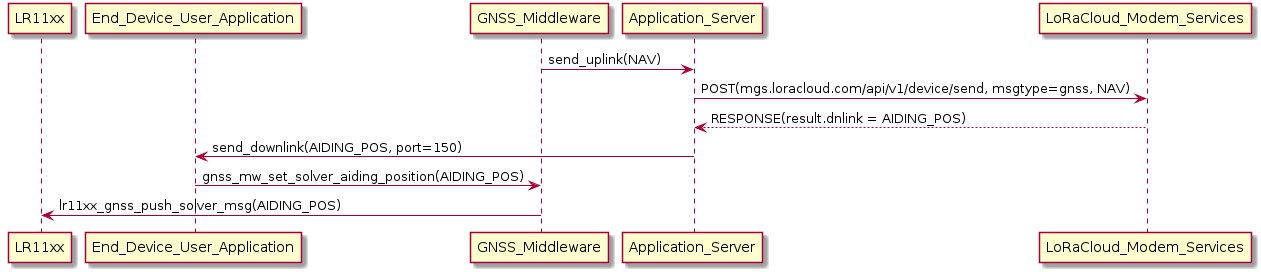 LR11xx
End_Device_User_Application
GNSS_Middleware
Application_Server
LoRaCloud_Modem_Services
send_uplink(NAV)
POST(mgs.loracloud.com/api/v1/device/send, msgtype=gnss, NAV)
RESPONSE(result.dnlink = AIDING_POS)
send_downlink(AIDING_POS, port=150)
gnss_mw_set_solver_aiding_position(AIDING_POS)
lr11xx_gnss_push_solver_msg(AIDING_POS)
LR11xx
End_Device_User_Application
GNSS_Middleware
Application_Server
LoRaCloud_Modem_Services